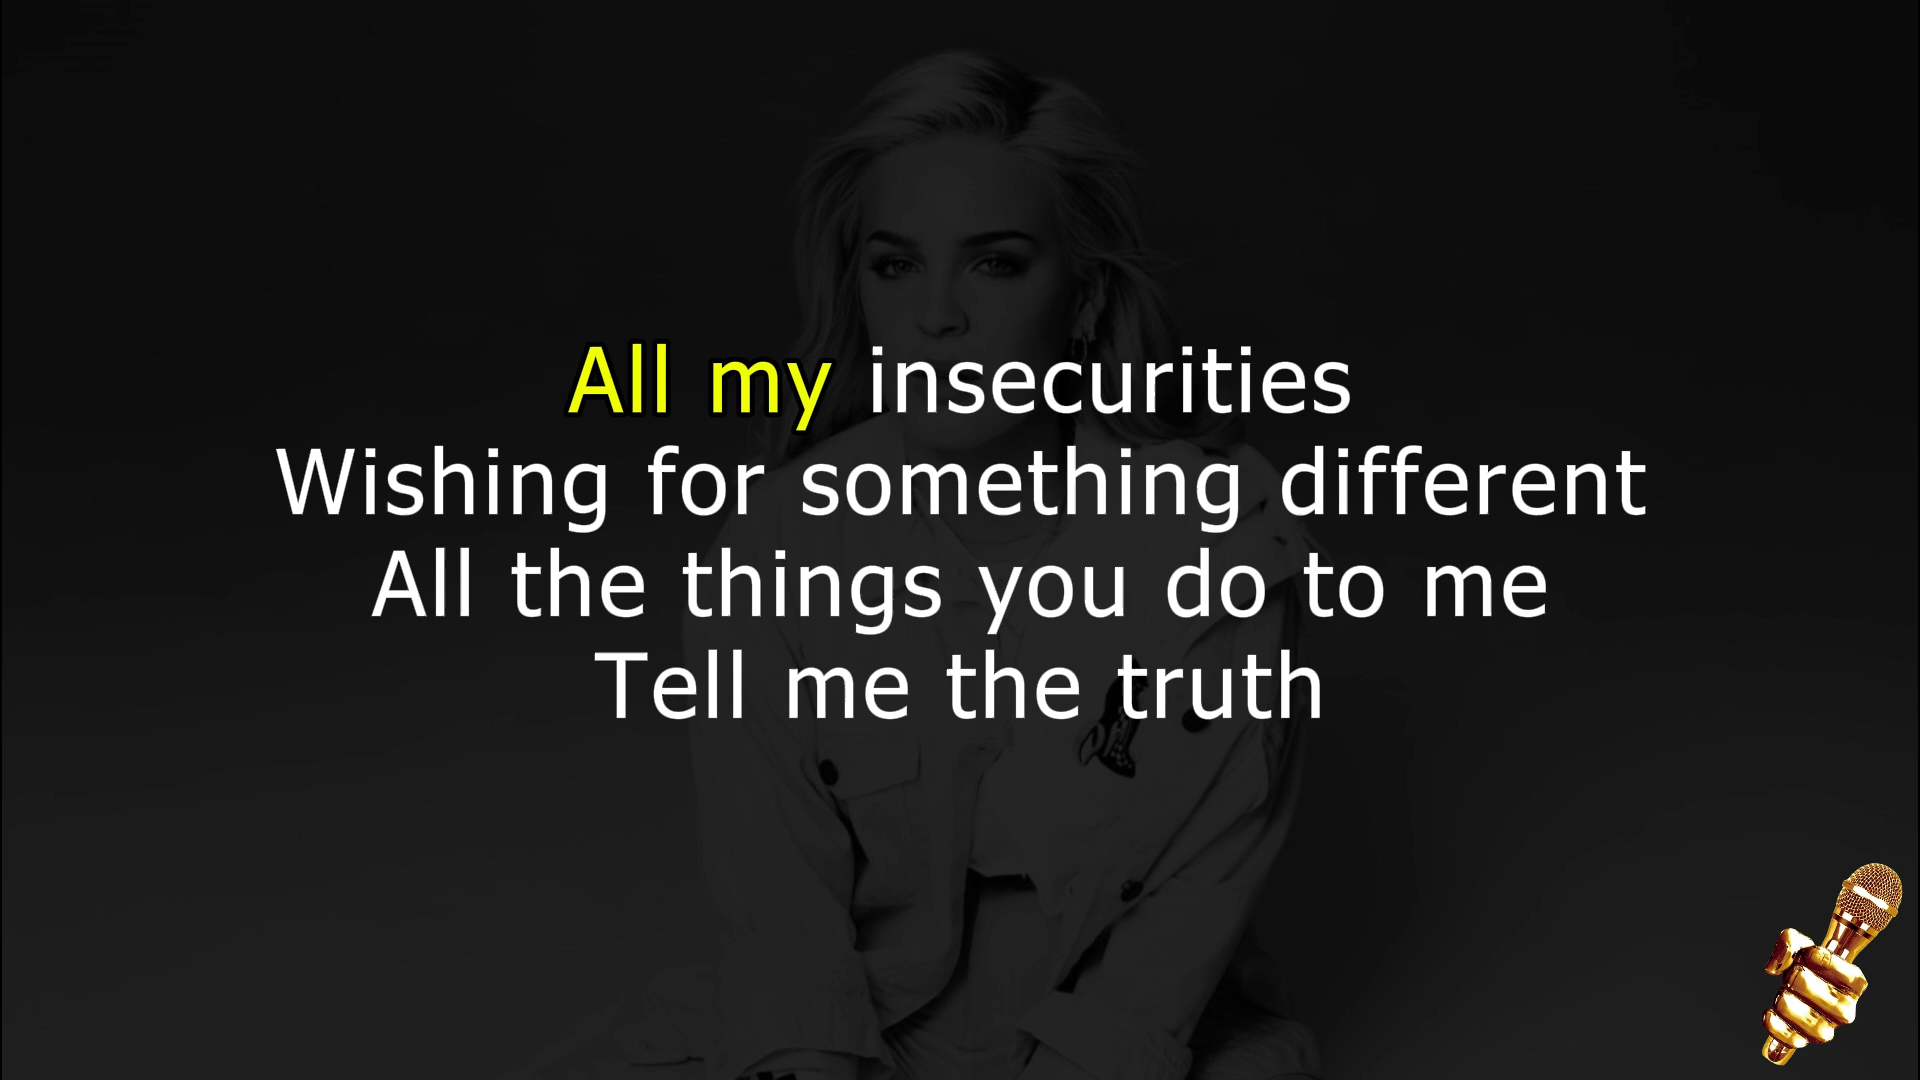 All my insecurities
Wishing for something different
All the things you do to me
Tell me the truth